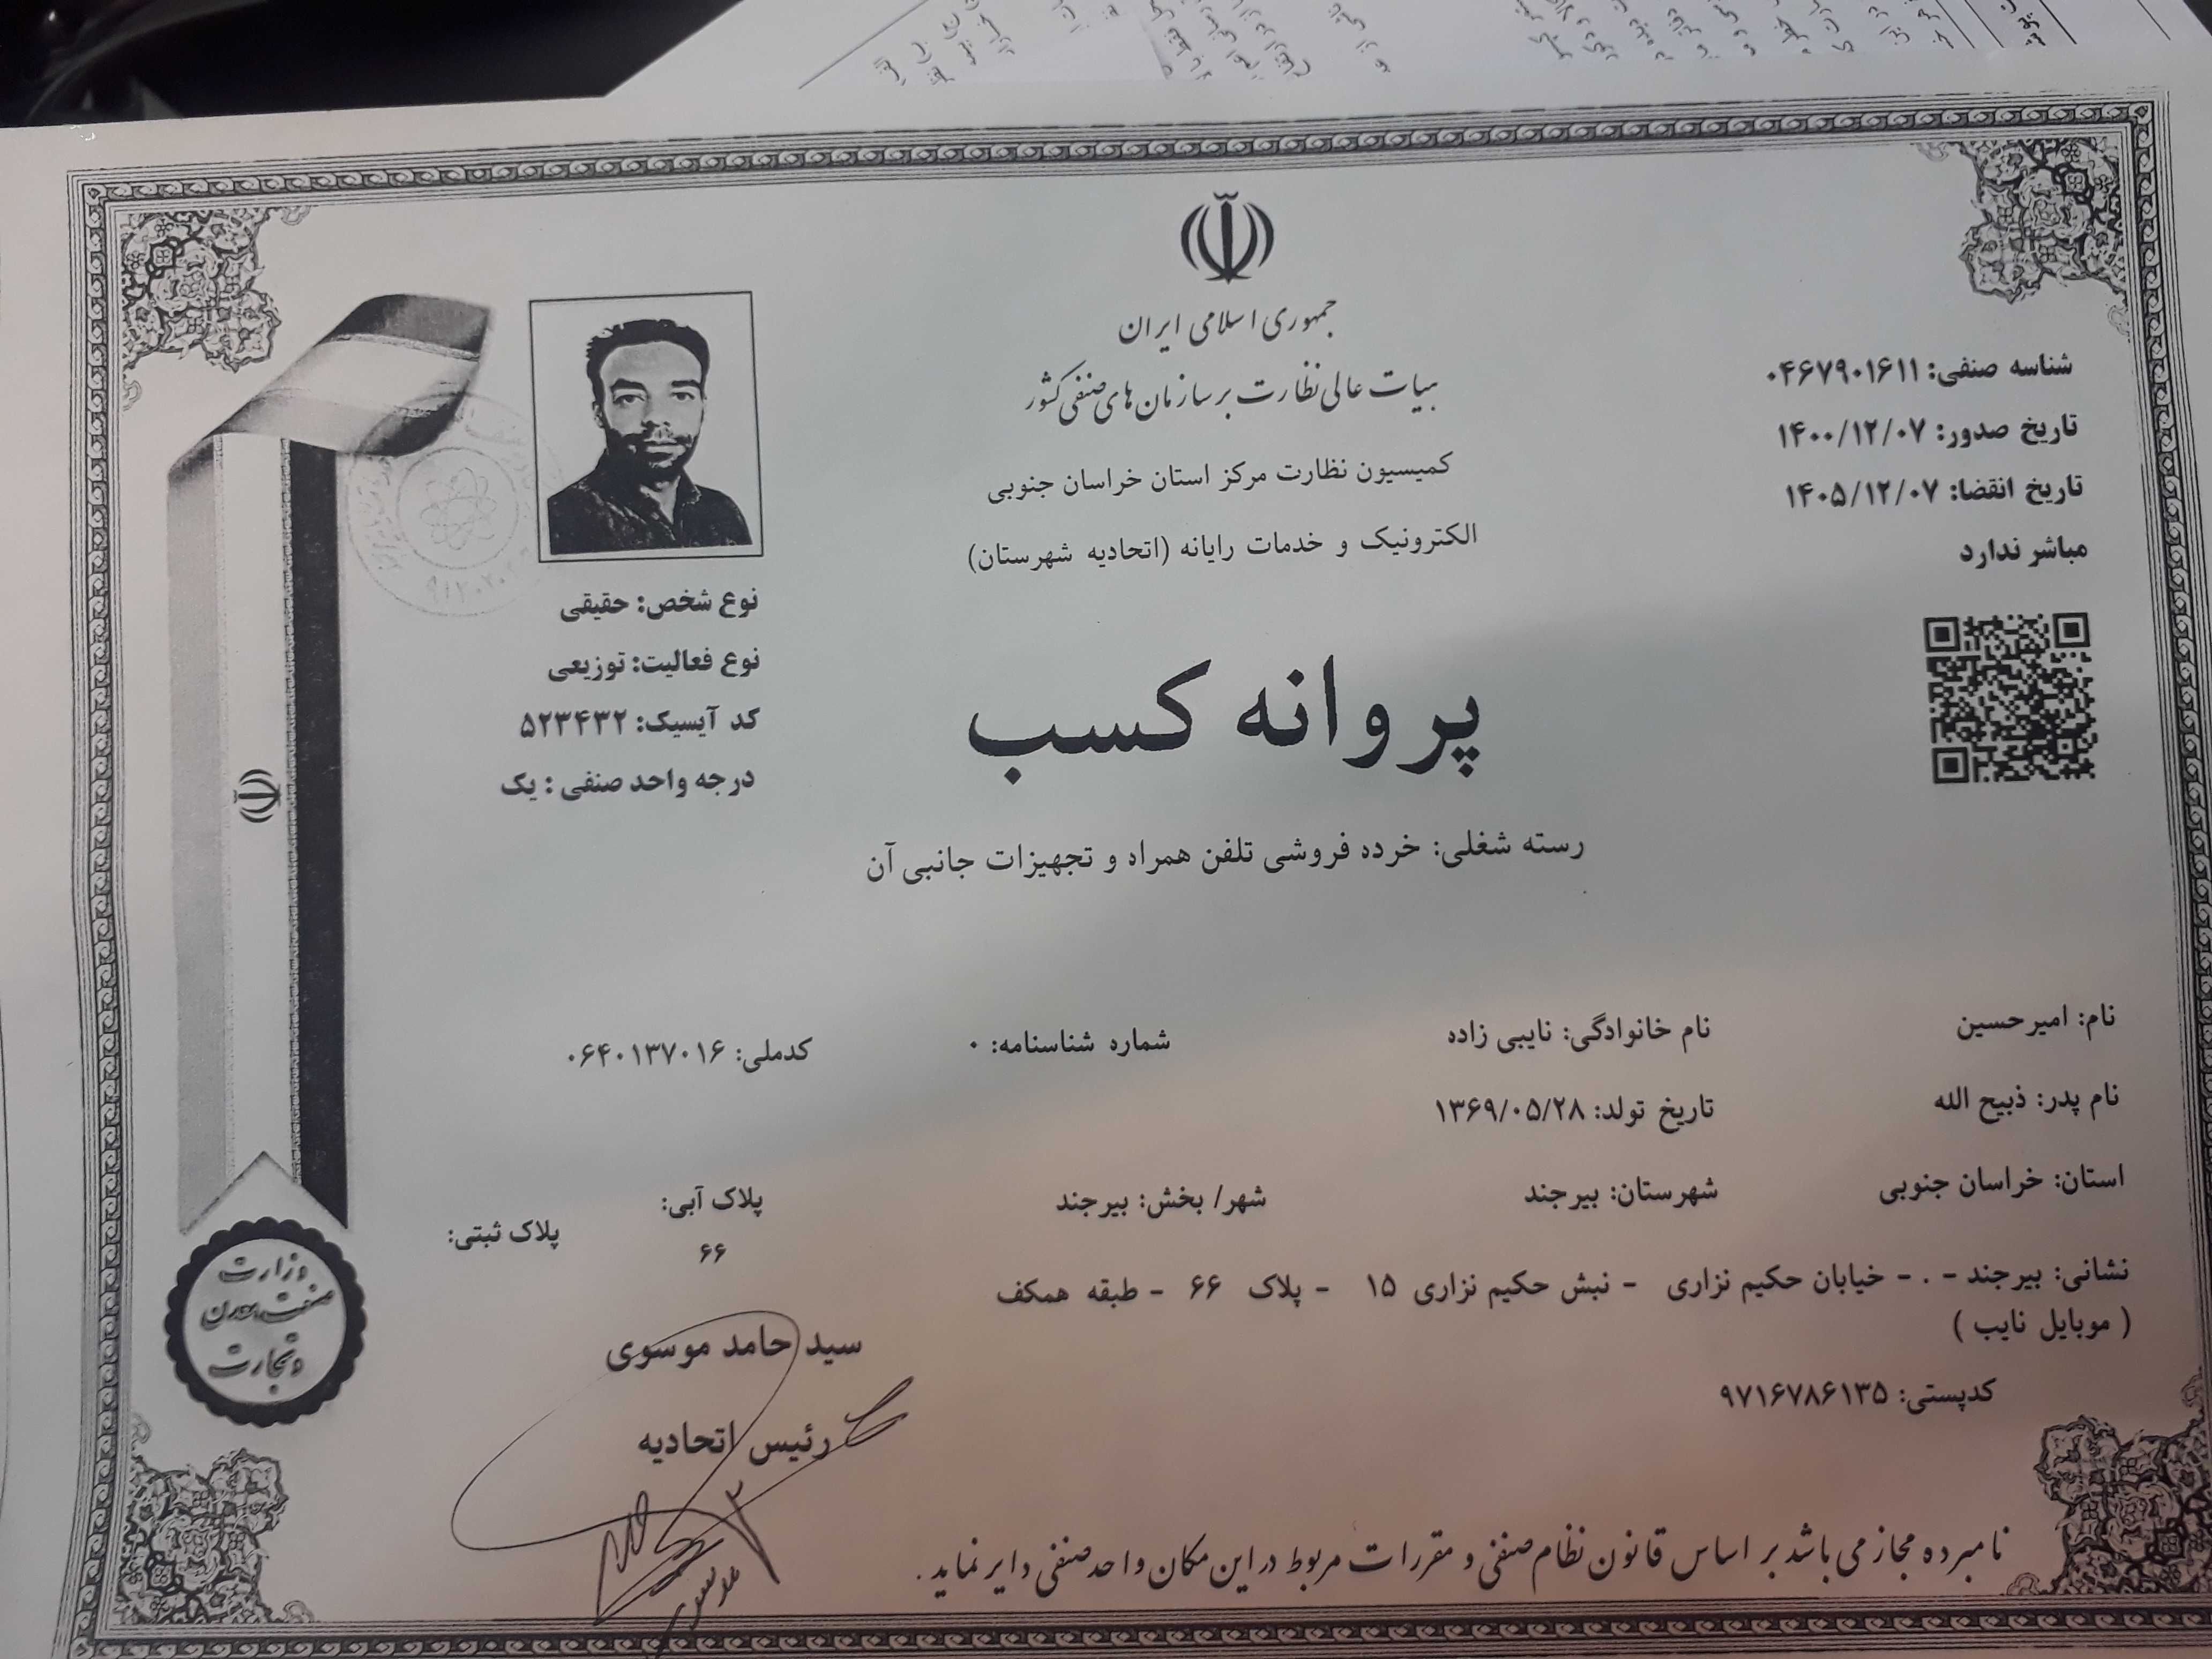 جمهوری اسلامی ایران
هیات عالی نظارت بر سازمان های صنفی کشور
کمیسیون نظارت مرکز استان خراسان جنوبی
الکترونیک و خدمات رایانه (اتحادیه شهرستان)
شناسه صنفی: ۰۴۶۷۹۰۱۶۱۱
تاریخ صدور: ۱۴۰۰/۱۲/۰۷
تاریخ انقضا: ۱۴۰۵/۱۲/۰۷
مباشر ندارد
نوع شخص: حقیقی
نوع فعالیت: توزیعی
کد آیسیک: ۵۲۳۴۳۲
درجه واحد صنفی : یک
پروانه کسب
رسته شغلی: خرده فروشی تلفن همراه و تجهیزات جانبی آن
نام: امیرحسین نام خانوادگی: نایبی زاده شماره شناسنامه: ۰ کدملی: ۰۶۴۰۱۳۷۰۱۶
نام پدر: ذبیح الله تاریخ تولد: ۱۳۶۹/۰۵/۲۸
استان: خراسان جنوبی شهرستان: بیرجند شهر/ بخش: بیرجند پلاک آبی: پلاک ثبتی:
۶۶
نشانی: بیرجند - . - خیابان حکیم نزاری - نبش حکیم نزاری ۱۵ - پلاک ۶۶ - طبقه همکف
( موبایل نایب )
کدپستی: ۹۷۱۶۷۸۶۱۳۵
سید حامد موسوی
رئیس اتحادیه
وزارت
صنعت، معدن
و تجارت
نامبرده مجاز می باشد بر اساس قانون نظام صنفی و مقررات مربوط در این مکان واحد صنفی دایر نماید .